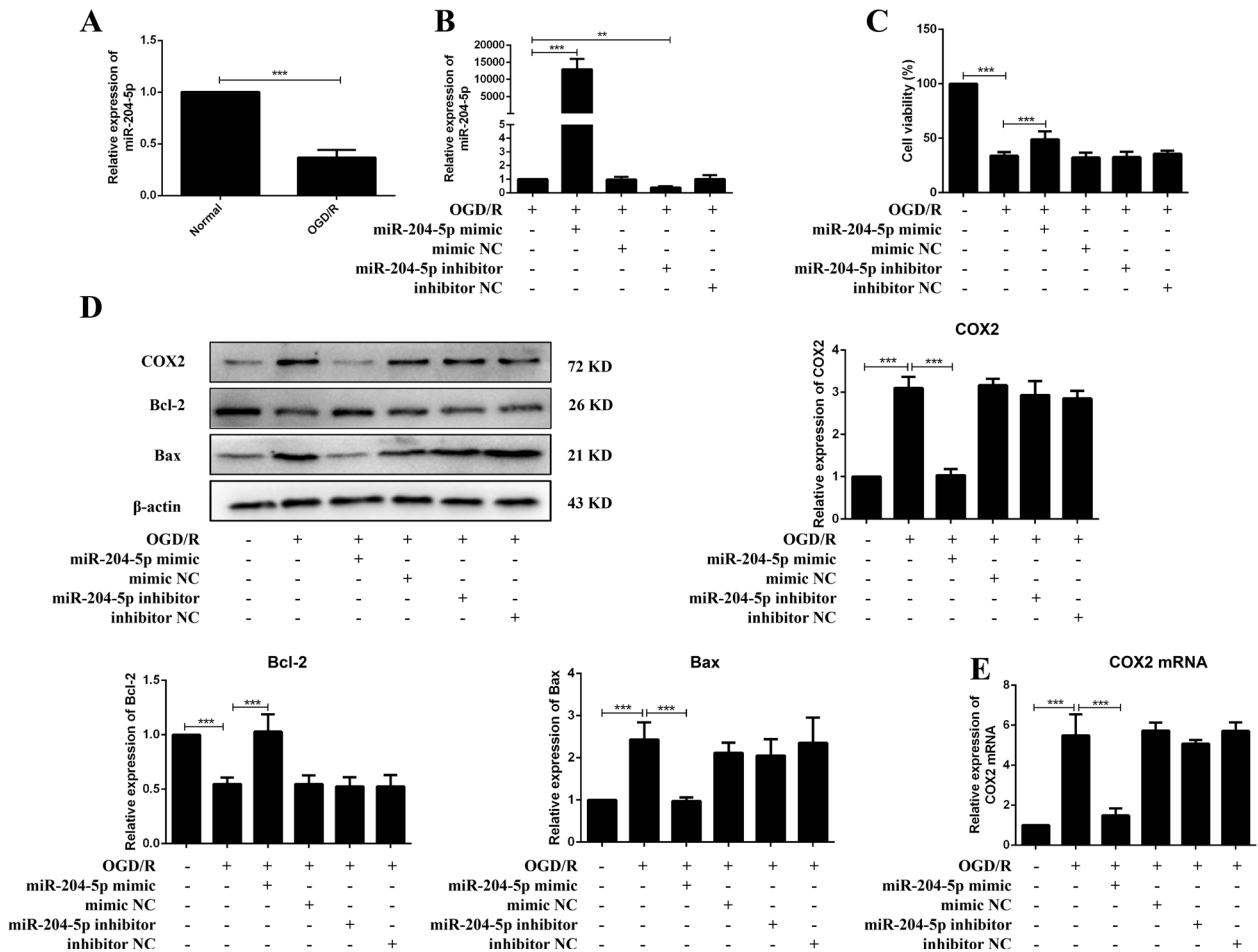 A
Relative expression of
miR-204-5p
1.5
1.0
0.5
0.0
***
Normal
OGD/R
B
Relative expression of
miR-204-5p
20000
15000
10000
5000
5
4
3
2
1
0
**
***
OGD/R + + + + +
miR-204-5p mimic - + - - -
mimic NC - - + - -
miR-204-5p inhibitor - - - + -
inhibitor NC - - - - +
C
Cell viability (%)
150
100
50
0
***
***
OGD/R - + + + + +
miR-204-5p mimic - - + - - -
mimic NC - - - + - -
miR-204-5p inhibitor - - - - + -
inhibitor NC - - - - - +
D
COX2 72 KD
Bcl-2 26 KD
Bax 21 KD
β-actin 43 KD
OGD/R - + + + + +
miR-204-5p mimic - - + - - -
mimic NC - - - + - -
miR-204-5p inhibitor - - - - + -
inhibitor NC - - - - - +
COX2
Relative expression of COX2
4
3
2
1
0
*** ***
OGD/R - + + + + +
miR-204-5p mimic - - + - - -
mimic NC - - - + - -
miR-204-5p inhibitor - - - - + -
inhibitor NC - - - - - +
Bcl-2
Relative expression of Bcl-2
1.5
1.0
0.5
0.0
***
***
OGD/R - + + + + +
miR-204-5p mimic - - + - - -
mimic NC - - - + - -
miR-204-5p inhibitor - - - - + -
inhibitor NC - - - - - +
Bax
Relative expression of Bax
4
3
2
1
0
*** ***
OGD/R - + + + + +
miR-204-5p mimic - - + - - -
mimic NC - - - + - -
miR-204-5p inhibitor - - - - + -
inhibitor NC - - - - - +
E
COX2 mRNA
Relative expression of
COX2 mRNA
8
6
4
2
0
*** ***
OGD/R - + + + + +
miR-204-5p mimic - - + - - -
mimic NC - - - + - -
miR-204-5p inhibitor - - - - + -
inhibitor NC - - - - - +